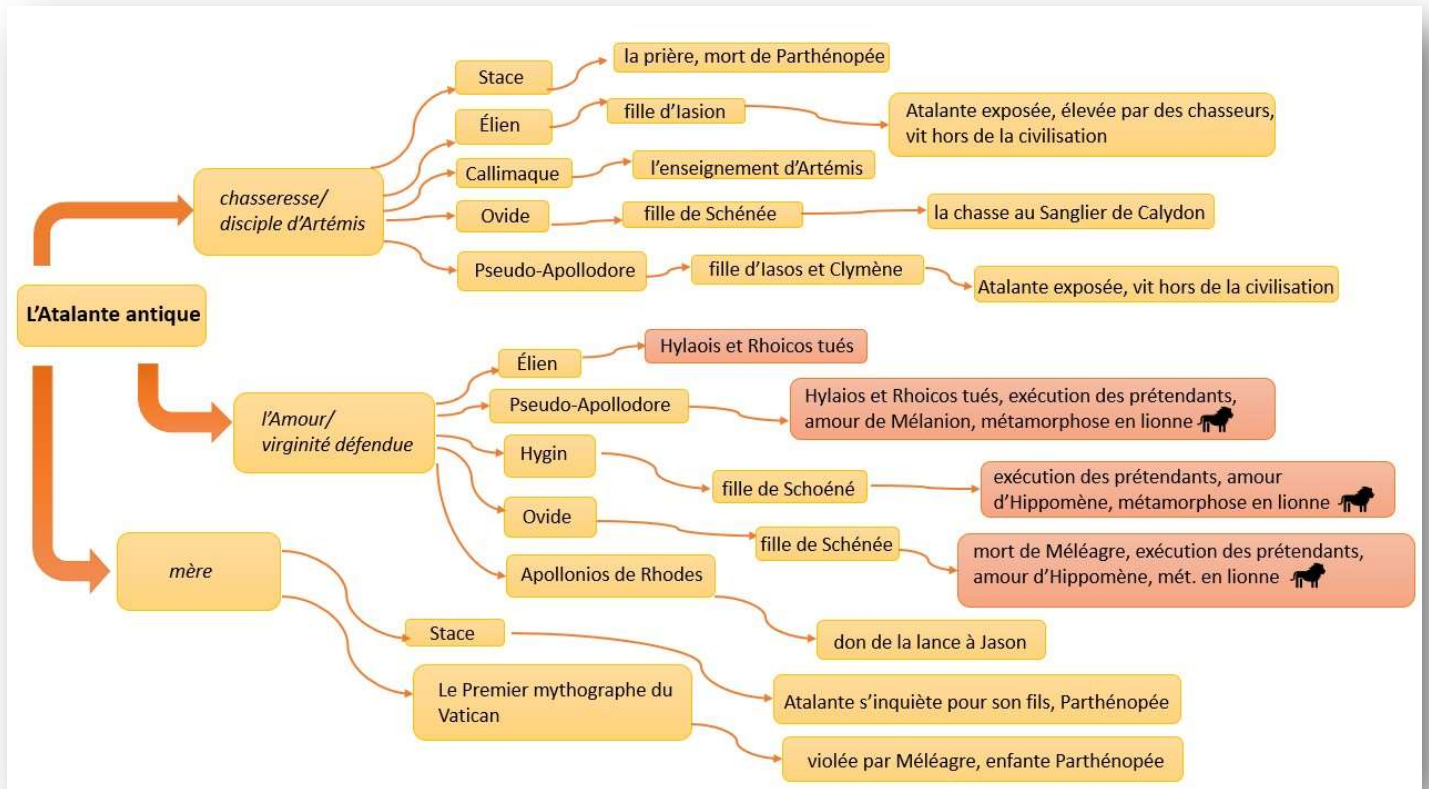 L'Atalante antique
chasseresse/
disciple d'Artémis
Stace
la prière, mort de Parthénopée
Élien
fille d'Iasion
Atalante exposée, élevée par des chasseurs,
vit hors de la civilisation
Callimaque
l'enseignement d'Artémis
Ovide
fille de Schénée
la chasse au Sanglier de Calydon
Pseudo-Apollodore
fille d'Iasos et Clymène
Atalante exposée, vit hors de la civilisation
l'Amour/
virginité défendue
Élien
Hylaois et Rhoicos tués
Pseudo-Apollodore
Hylaios et Rhoicos tués, exécution des prétendants,
amour de Mélanion, métamorphose en lionne
Hygin
fille de Schoéné
exécution des prétendants, amour
d'Hippomène, métamorphose en lionne
Ovide
fille de Schénée
mort de Méléagre, exécution des prétendants,
amour d'Hippomène, mét. en lionne
Apollonios de Rhodes
don de la lance à Jason
mère
Stace
Atalante s'inquiète pour son fils, Parthénopée
Le Premier mythographe du
Vatican
violée par Méléagre, enfante Parthénopée